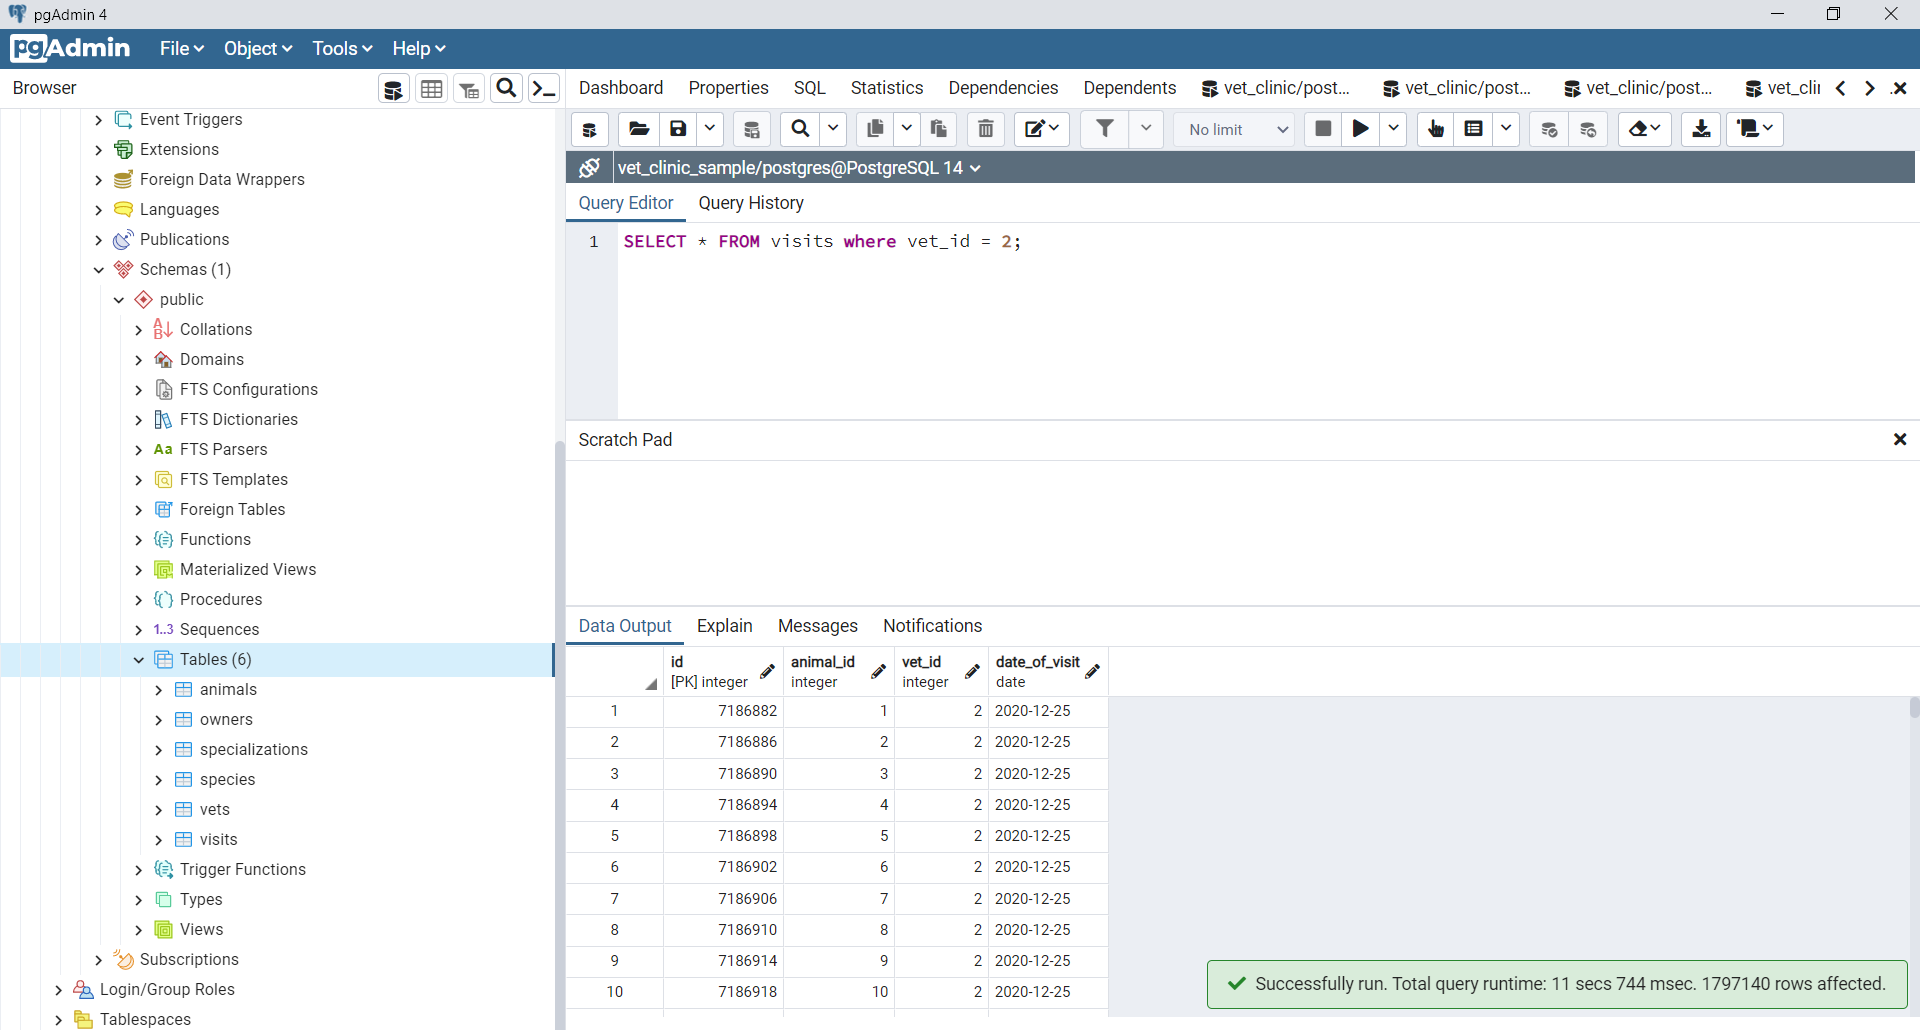 pgAdmin 4
pgAdmin File Object Tools Help
Browser
Dashboard Properties SQL Statistics Dependencies Dependents vet_clinic/post... vet_clinic/post... vet_clinic/post... vet_cli
Event Triggers
Extensions
Foreign Data Wrappers
Languages
Publications
Schemas (1)
public
Collations
Domains
FTS Configurations
FTS Dictionaries
Aa FTS Parsers
FTS Templates
Foreign Tables
Functions
Materialized Views
Procedures
1..3 Sequences
Tables (6)
animals
owners
specializations
species
vets
visits
Trigger Functions
Types
Views
Subscriptions
Login/Group Roles
Tablespaces
No limit
vet_clinic_sample/postgres@PostgreSQL 14
Query Editor Query History
1 SELECT * FROM visits where vet_id = 2;
Scratch Pad
Data Output Explain Messages Notifications
id animal_id vet_id date_of_visit
[PK] integer integer integer date
1 7186882 1 2 2020-12-25
2 7186886 2 2 2020-12-25
3 7186890 3 2 2020-12-25
4 7186894 4 2 2020-12-25
5 7186898 5 2 2020-12-25
6 7186902 6 2 2020-12-25
7 7186906 7 2 2020-12-25
8 7186910 8 2 2020-12-25
9 7186914 9 2 2020-12-25
10 7186918 10 2 2020-12-25
Successfully run. Total query runtime: 11 secs 744 msec. 1797140 rows affected.